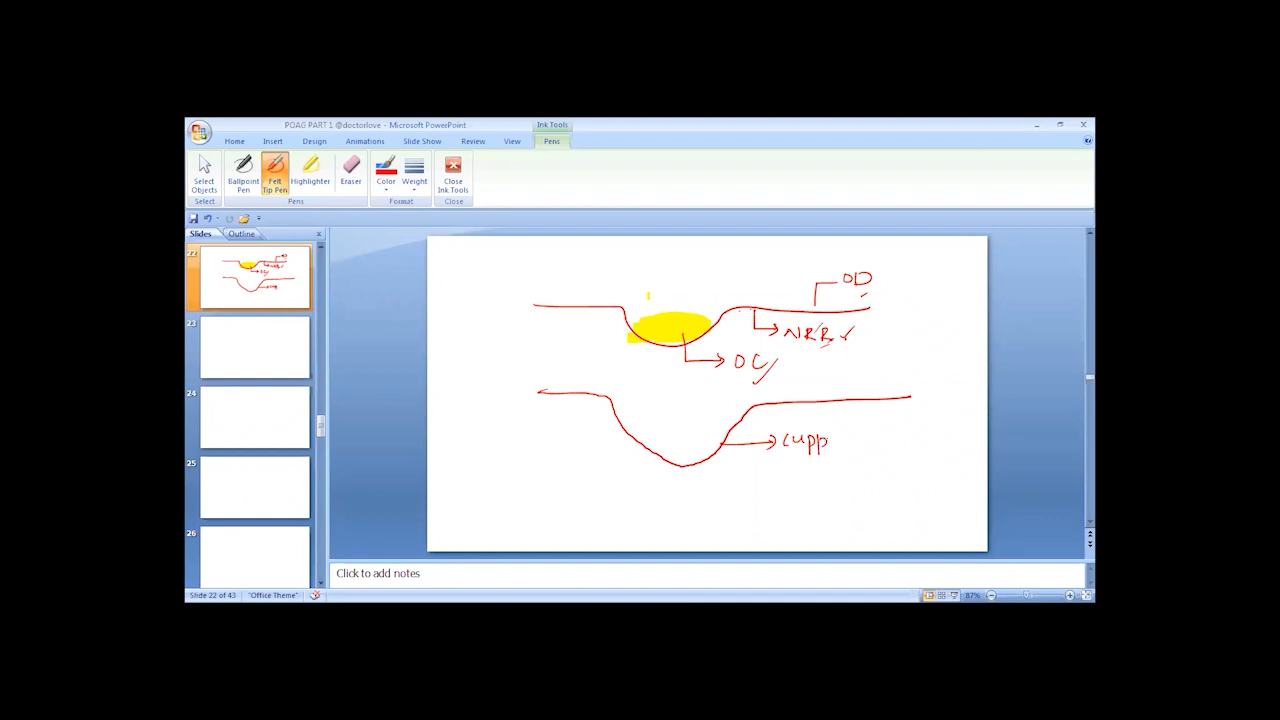 POAG PART 1 @doctorlove - Microsoft PowerPoint
Ink Tools
Home Insert Design Animations Slide Show Review View Pens
Select Objects
Ballpoint Pen
Felt Tip Pen
Highlighter
Eraser
Color
Weight
Close Ink Tools
Select Pens Format Close
Slides Outline
22
23
24
25
26
OD
NRR
OC
Cupp
Click to add notes
Slide 22 of 43 "Office Theme" 87%